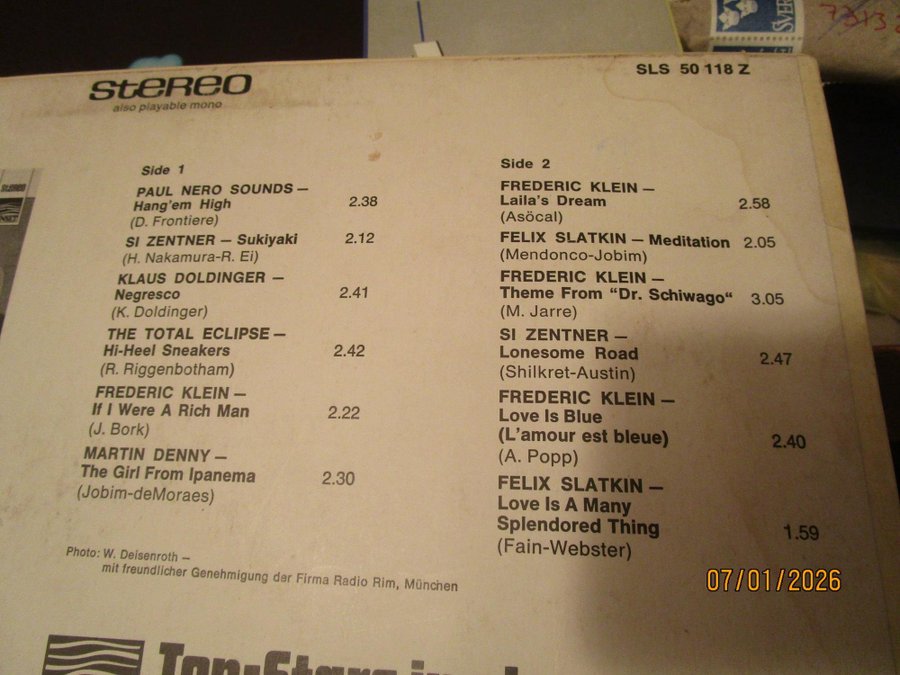 SVER
7313
stereo
also playable mono
SLS 50 118 Z
Side 1
PAUL NERO SOUNDS –
Hang'em High 2.38
(D. Frontiere)
SI ZENTNER – Sukiyaki 2.12
(H. Nakamura-R. Ei)
KLAUS DOLDINGER –
Negresco 2.41
(K. Doldinger)
THE TOTAL ECLIPSE –
Hi-Heel Sneakers 2.42
(R. Riggenbotham)
FREDERIC KLEIN –
If I Were A Rich Man 2.22
(J. Bork)
MARTIN DENNY –
The Girl From Ipanema 2.30
(Jobim-deMoraes)
Side 2
FREDERIC KLEIN –
Laila's Dream 2.58
(Asöcal)
FELIX SLATKIN – Meditation 2.05
(Mendonco-Jobim)
FREDERIC KLEIN –
Theme From "Dr. Schiwago“ 3.05
(M. Jarre)
SI ZENTNER –
Lonesome Road 2.47
(Shilkret-Austin)
FREDERIC KLEIN –
Love Is Blue
(L'amour est bleue) 2.40
(A. Popp)
FELIX SLATKIN –
Love Is A Many
Splendored Thing 1.59
(Fain-Webster)
Photo: W. Deisenroth –
mit freundlicher Genehmigung der Firma Radio Rim, München
07/01/2026
Top-Stars